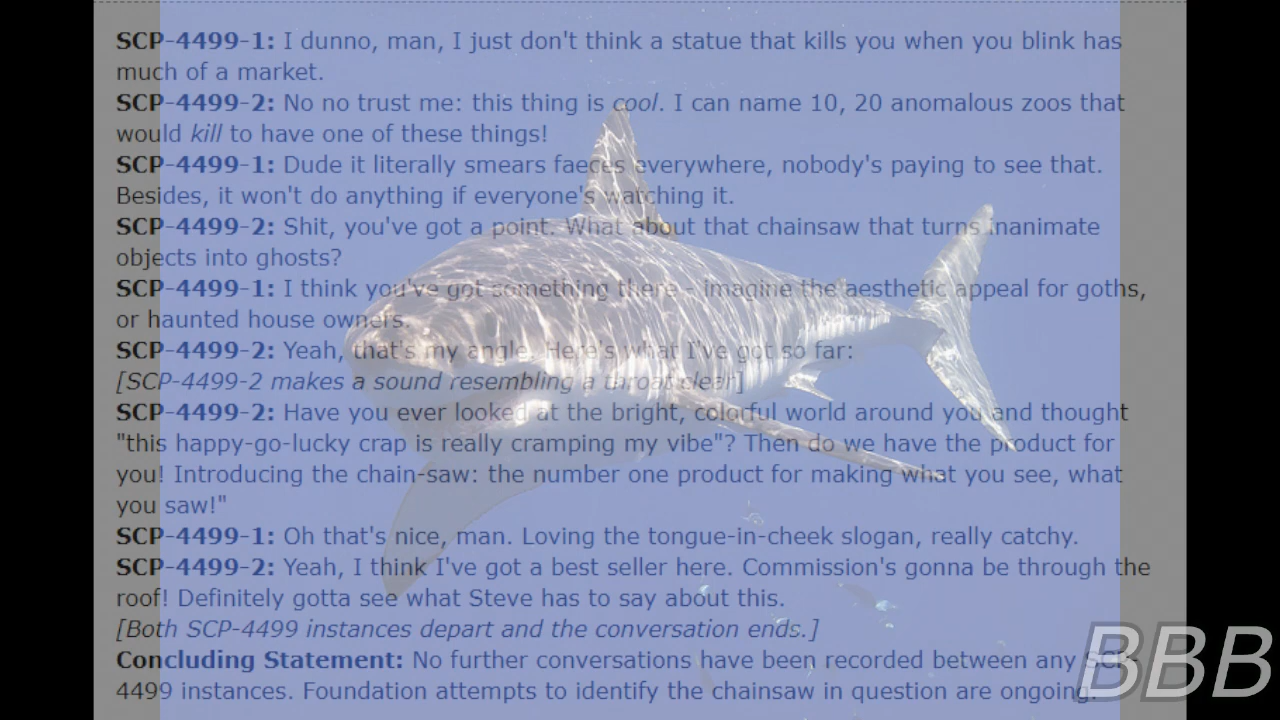 SCP-4499-1: I dunno, man, I just don't think a statue that kills you when you blink has
much of a market.
SCP-4499-2: No no trust me: this thing is cool. I can name 10, 20 anomalous zoos that
would kill to have one of these things!
SCP-4499-1: Dude it literally smears faeces everywhere, nobody's paying to see that.
Besides, it won't do anything if everyone's watching it.
SCP-4499-2: Shit, you've got a point. What about that chainsaw that turns inanimate
objects into ghosts?
SCP-4499-1: I think you've got something there - imagine the aesthetic appeal for goths,
or haunted house owners.
SCP-4499-2: Yeah, that's my angle. Here's what I've got so far:
[SCP-4499-2 makes a sound resembling a throat clear]
SCP-4499-2: Have you ever looked at the bright, colorful world around you and thought
"this happy-go-lucky crap is really cramping my vibe"? Then do we have the product for
you! Introducing the chain-saw: the number one product for making what you see, what
you saw!"
SCP-4499-1: Oh that's nice, man. Loving the tongue-in-cheek slogan, really catchy.
SCP-4499-2: Yeah, I think I've got a best seller here. Commission's gonna be through the
roof! Definitely gotta see what Steve has to say about this.
[Both SCP-4499 instances depart and the conversation ends.]
Concluding Statement: No further conversations have been recorded between any SCP-
4499 instances. Foundation attempts to identify the chainsaw in question are ongoing.
BBB